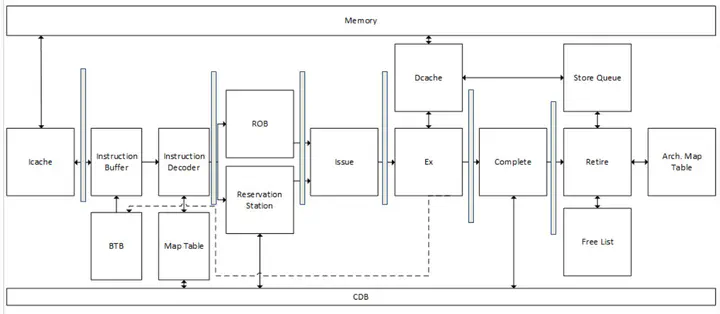 Memory
Dcache
Store Queue
ROB
Icache
Instruction
Buffer
Instruction
Decoder
Issue
Ex
Complete
Retire
Arch. Map
Table
Reservation
Station
BTB
Map Table
Free List
CDB